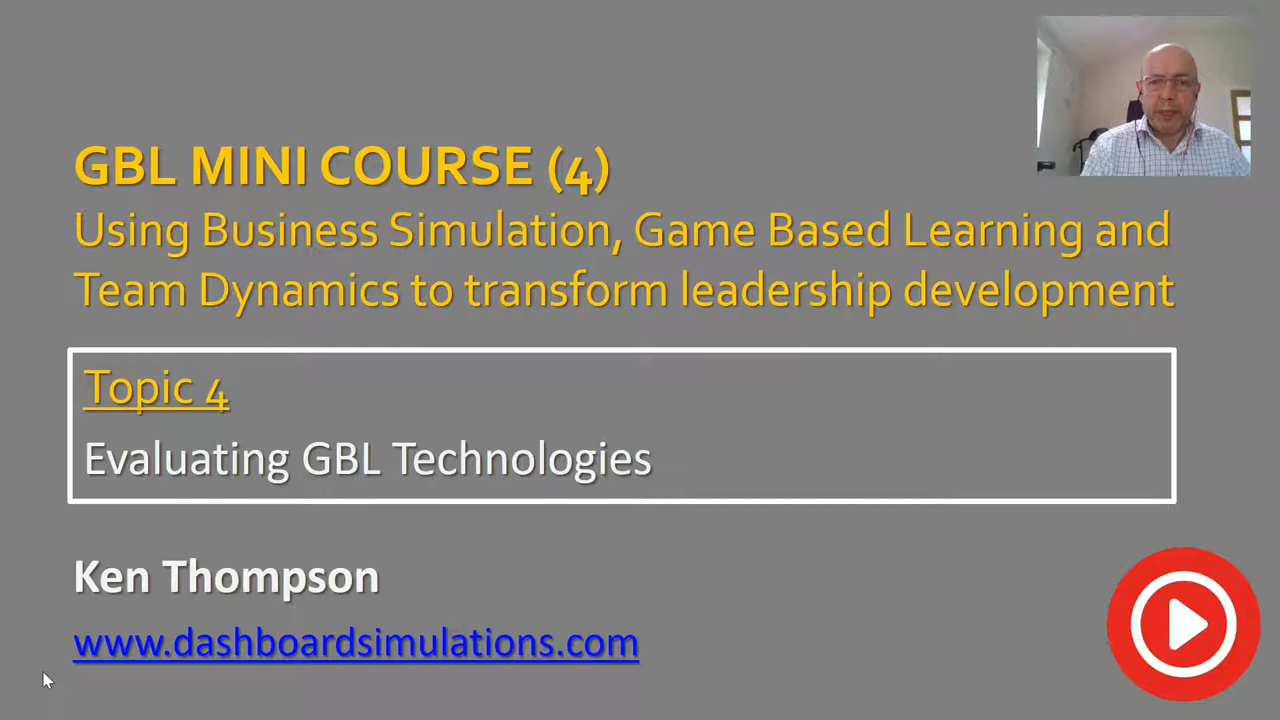 GBL MINI COURSE (4)
Using Business Simulation, Game Based Learning and
Team Dynamics to transform leadership development
Topic 4
Evaluating GBL Technologies
Ken Thompson
www.dashboardsimulations.com